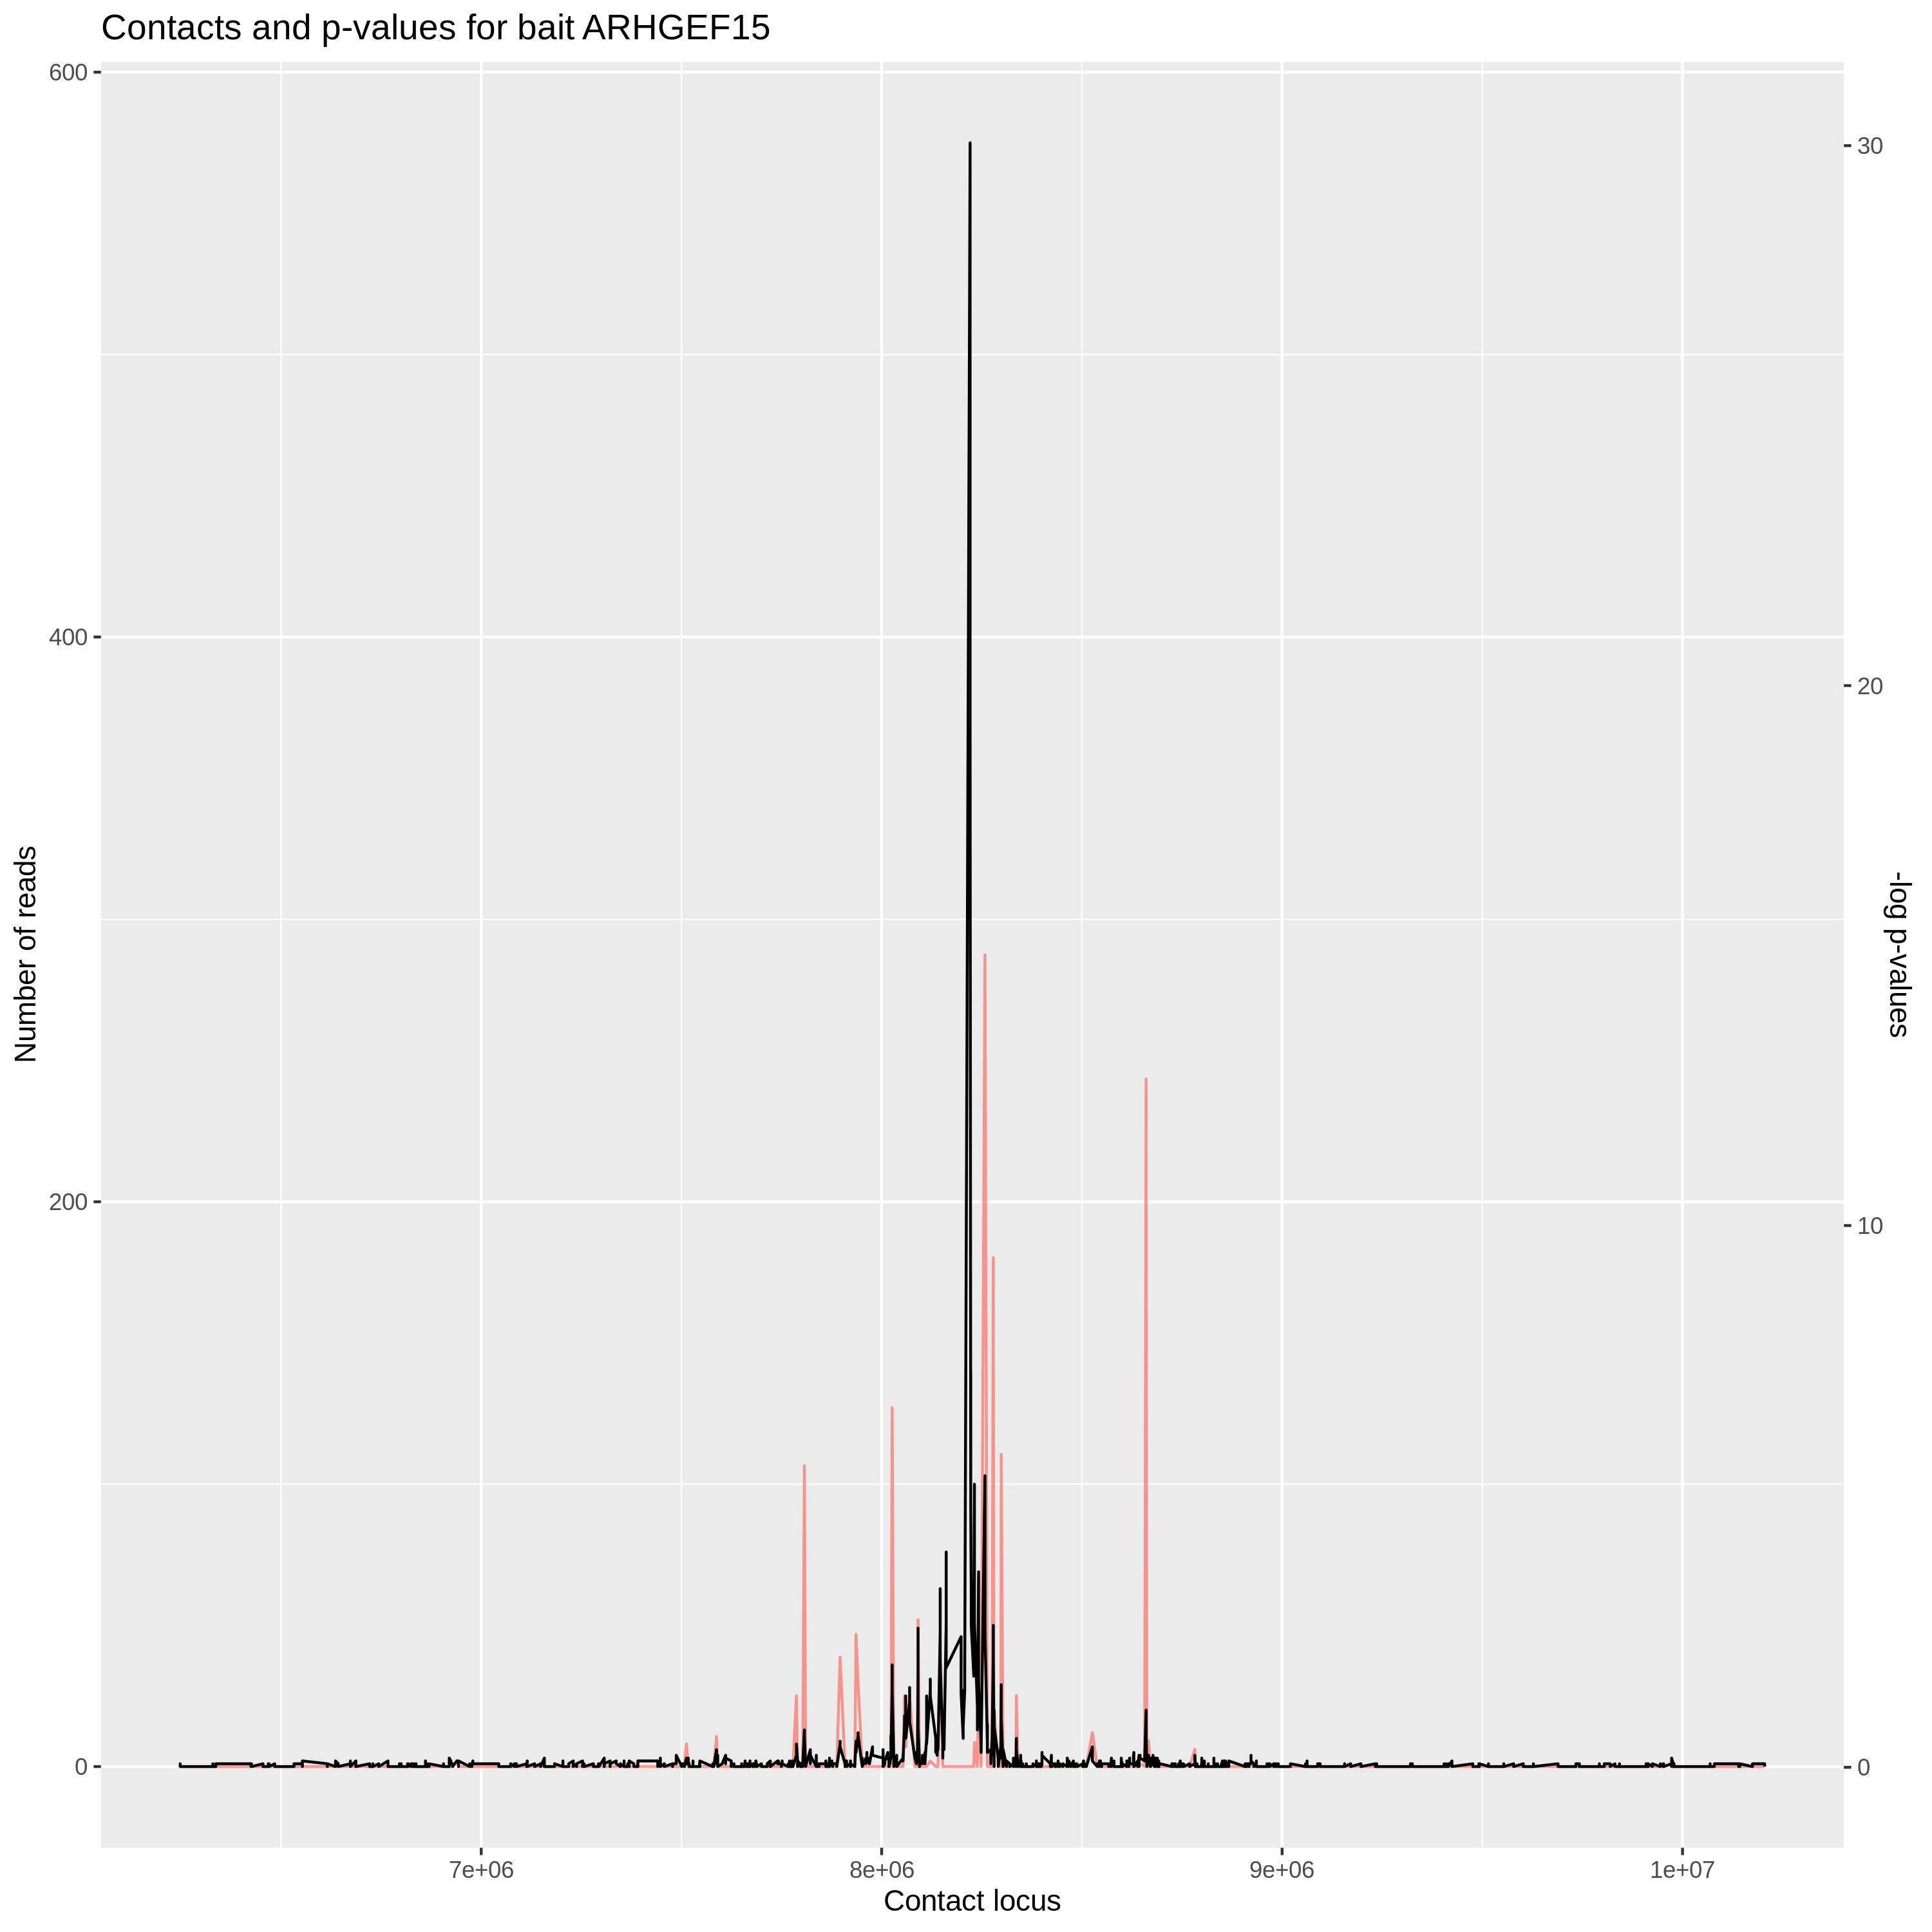 Contacts and p-values for bait ARHGEF15
600
400
200
0
30
20
10
0
7e+06
8e+06
9e+06
1e+07
Number of reads
-log p-values
Contact locus